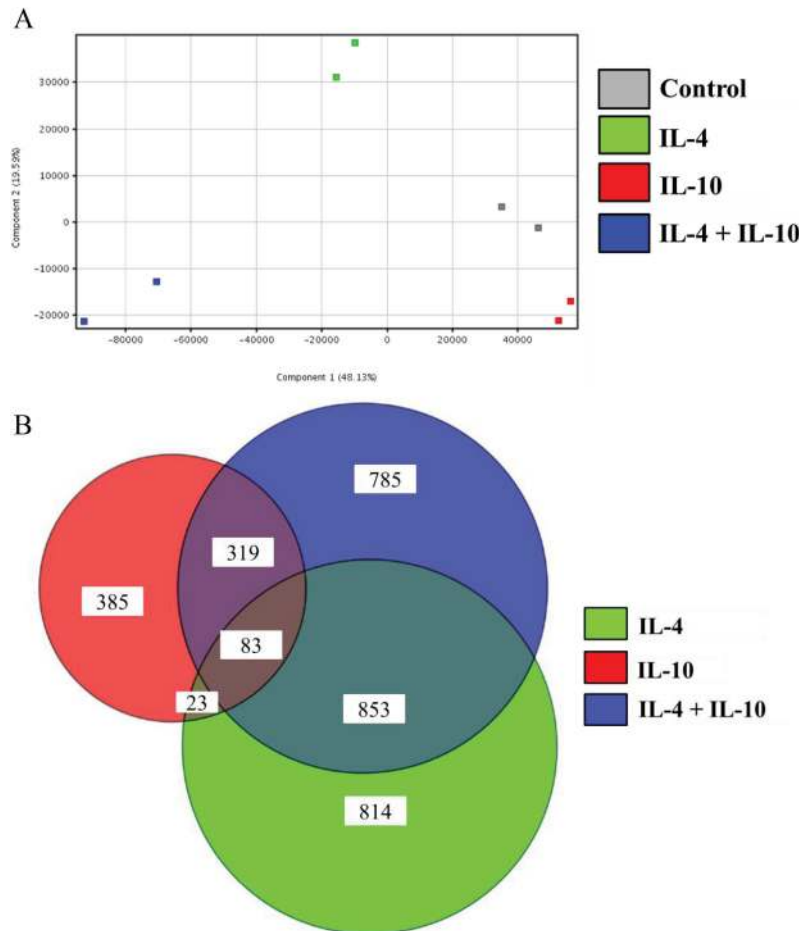 A
30000
20000
10000
0
-10000
-20000
Component 2 (19.59%)
-80000 -60000 -40000 -20000 0 20000 40000
Component 1 (48.13%)
Control
IL-4
IL-10
IL-4 + IL-10
B
785
319
385
83
23
853
814
IL-4
IL-10
IL-4 + IL-10